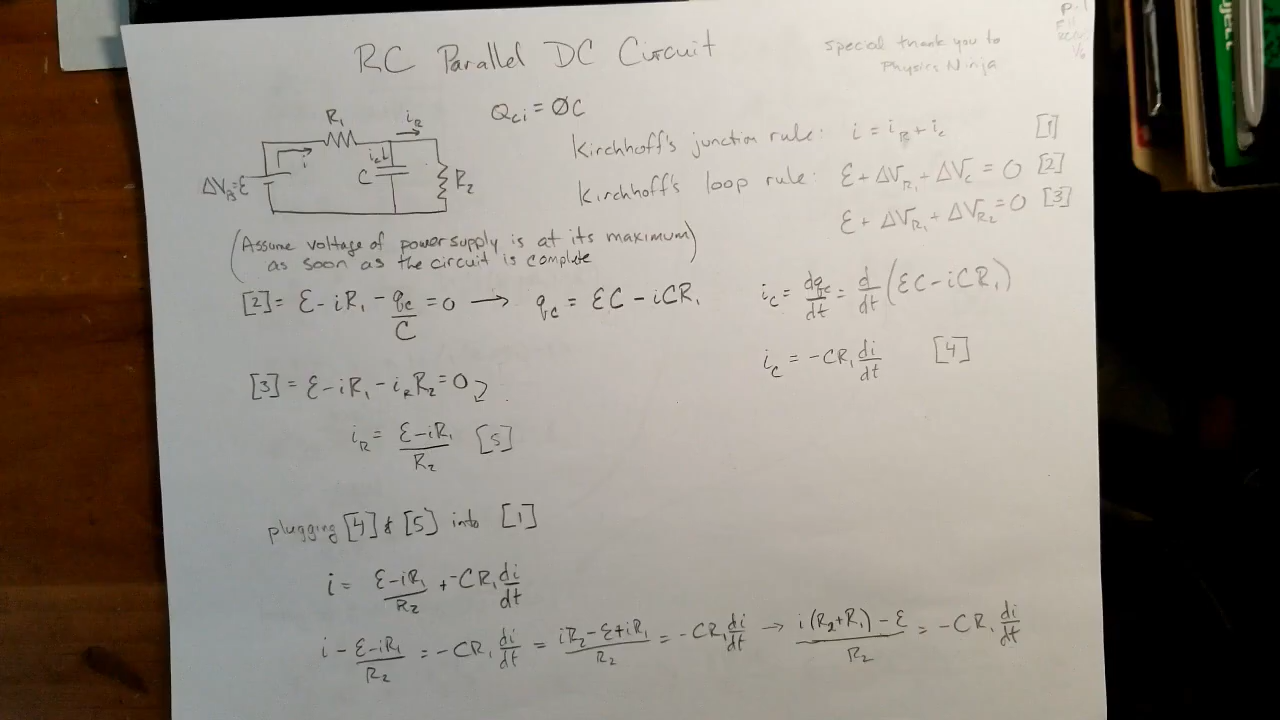 p.1
RC Parallel DC Circuit
special thank you to
Physics Ninja
R₁
i_R
i
i_c
C
R₂
ΔV_B=ε
Q_ci = ØC
Kirchhoff's junction rule: i = i_R + i_c [1]
Kirchhoff's loop rule: ε + ΔV_R₁ + ΔV_c = 0 [2]
ε + ΔV_R₁ + ΔV_R₂ = 0 [3]
(Assume voltage of power supply is at its maximum
as soon as the circuit is complete)
[2] = ε - iR₁ - q_c/C = 0 → q_c = εC - iCR₁
i_c = dq_c/dt = d/dt (εC - iCR₁)
i_c = -CR₁ di/dt [4]
[3] = ε - iR₁ - i_R R₂ = 0
i_R = (ε-iR₁)/R₂ [5]
plugging [4] & [5] into [1]
i = (ε-iR₁)/R₂ + -CR₁ di/dt
i - (ε-iR₁)/R₂ = -CR₁ di/dt = (iR₂-ε+iR₁)/R₂ = -CR₁ di/dt → (i(R₂+R₁) - ε)/R₂ = -CR₁ di/dt